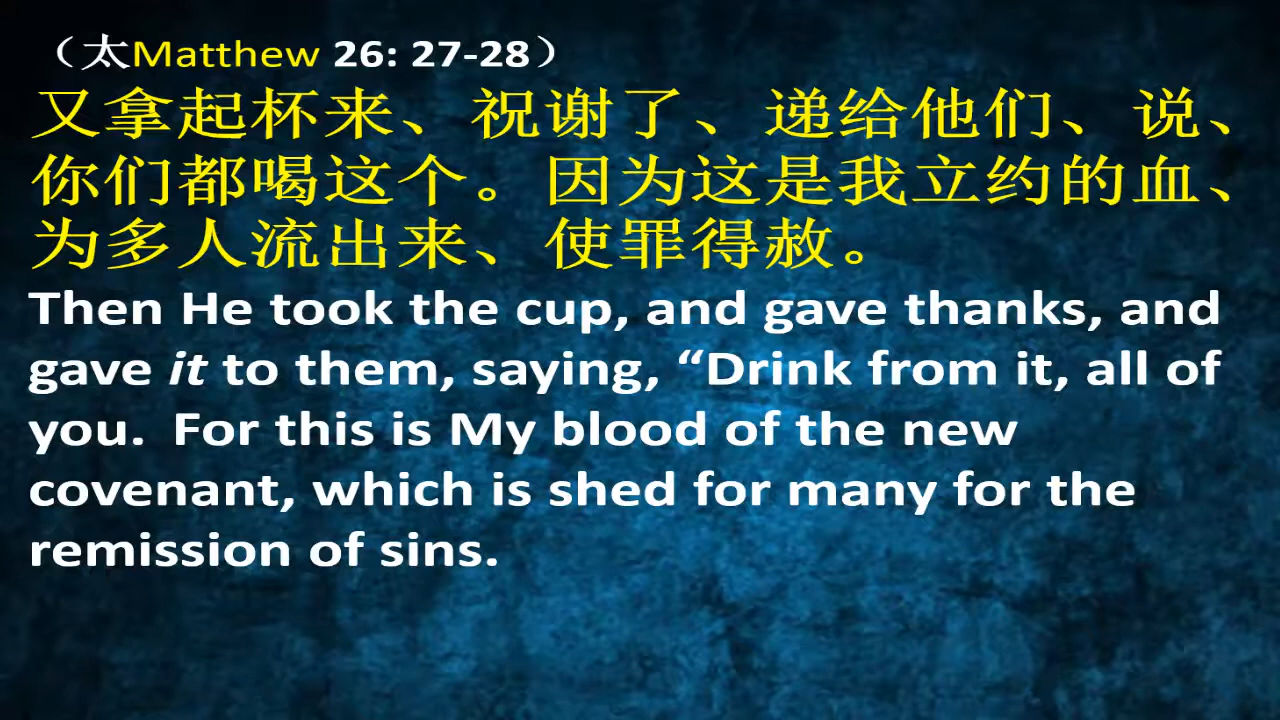 （太Matthew 26: 27-28）
又拿起杯来、祝谢了、递给他们、说、
你们都喝这个。因为这是我立约的血、
为多人流出来、使罪得赦。
Then He took the cup, and gave thanks, and
gave it to them, saying, “Drink from it, all of
you.  For this is My blood of the new
covenant, which is shed for many for the
remission of sins.